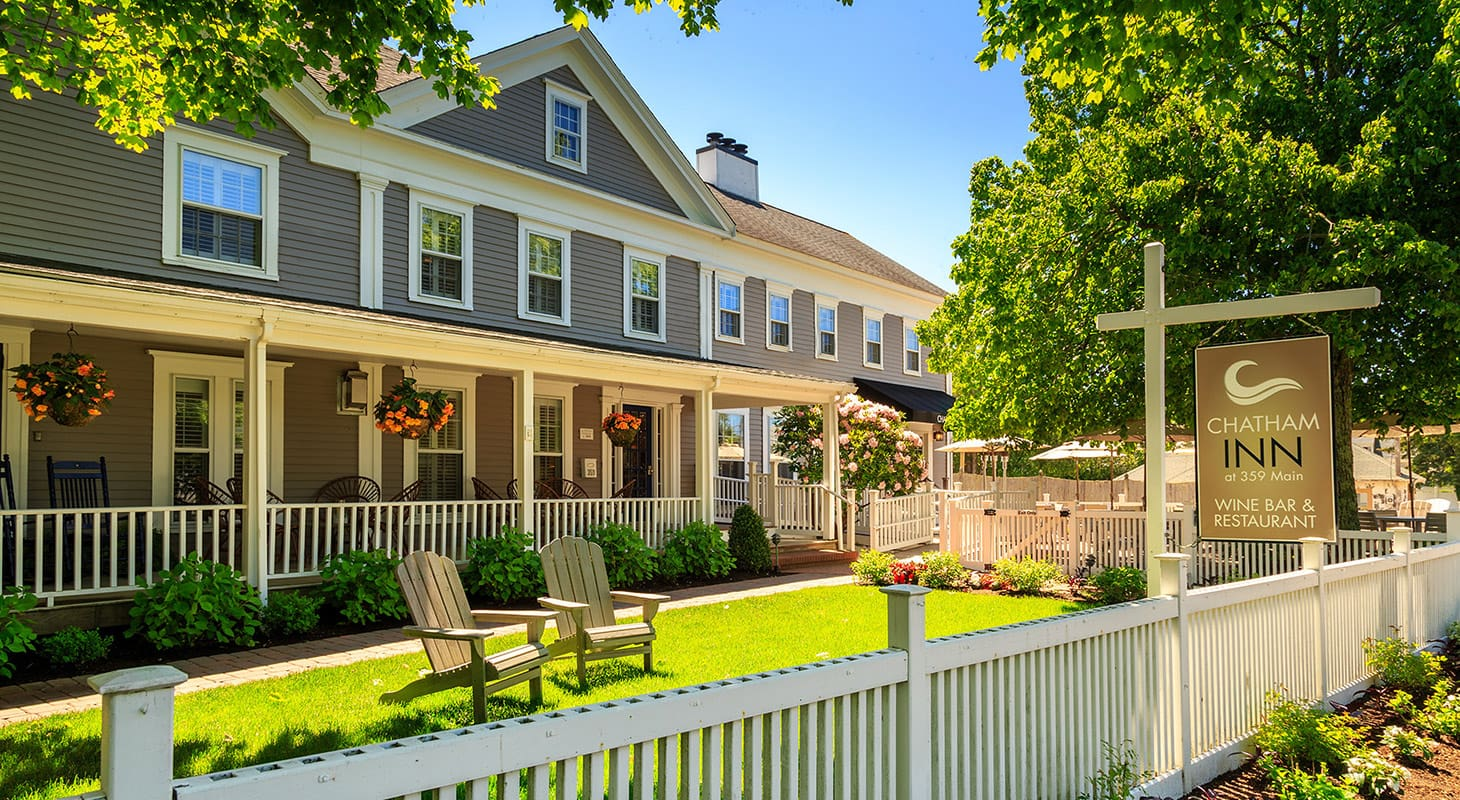 CHATHAM
INN
at 359 Main
WINE BAR &
RESTAURANT